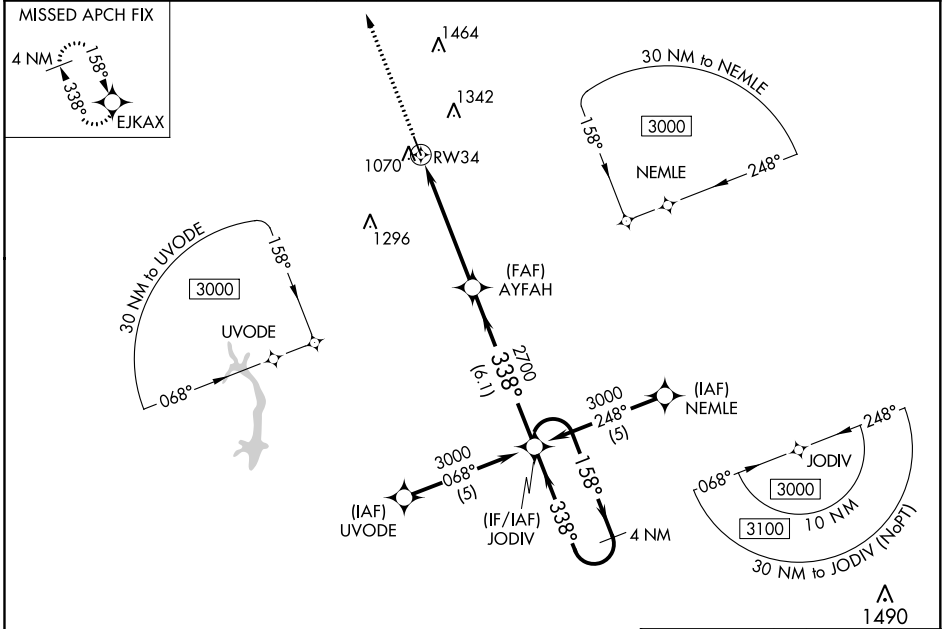 MISSED APCH FIX
4 NM
158°
338°
EJKAX
1464
1342
1070
RW34
1296
30 NM to NEMLE
3000
158°
NEMLE
248°
30 NM to UVODE
3000
158°
UVODE
068°
(FAF)
AYFAH
2700
338°
(6.1)
(IAF)
NEMLE
3000
248°
(5)
3000
068°
(5)
(IAF)
UVODE
(IF/IAF)
JODIV
158°
338°
4 NM
248°
068°
JODIV
3000
10 NM
3100
30 NM to JODIV (NoPT)
1490